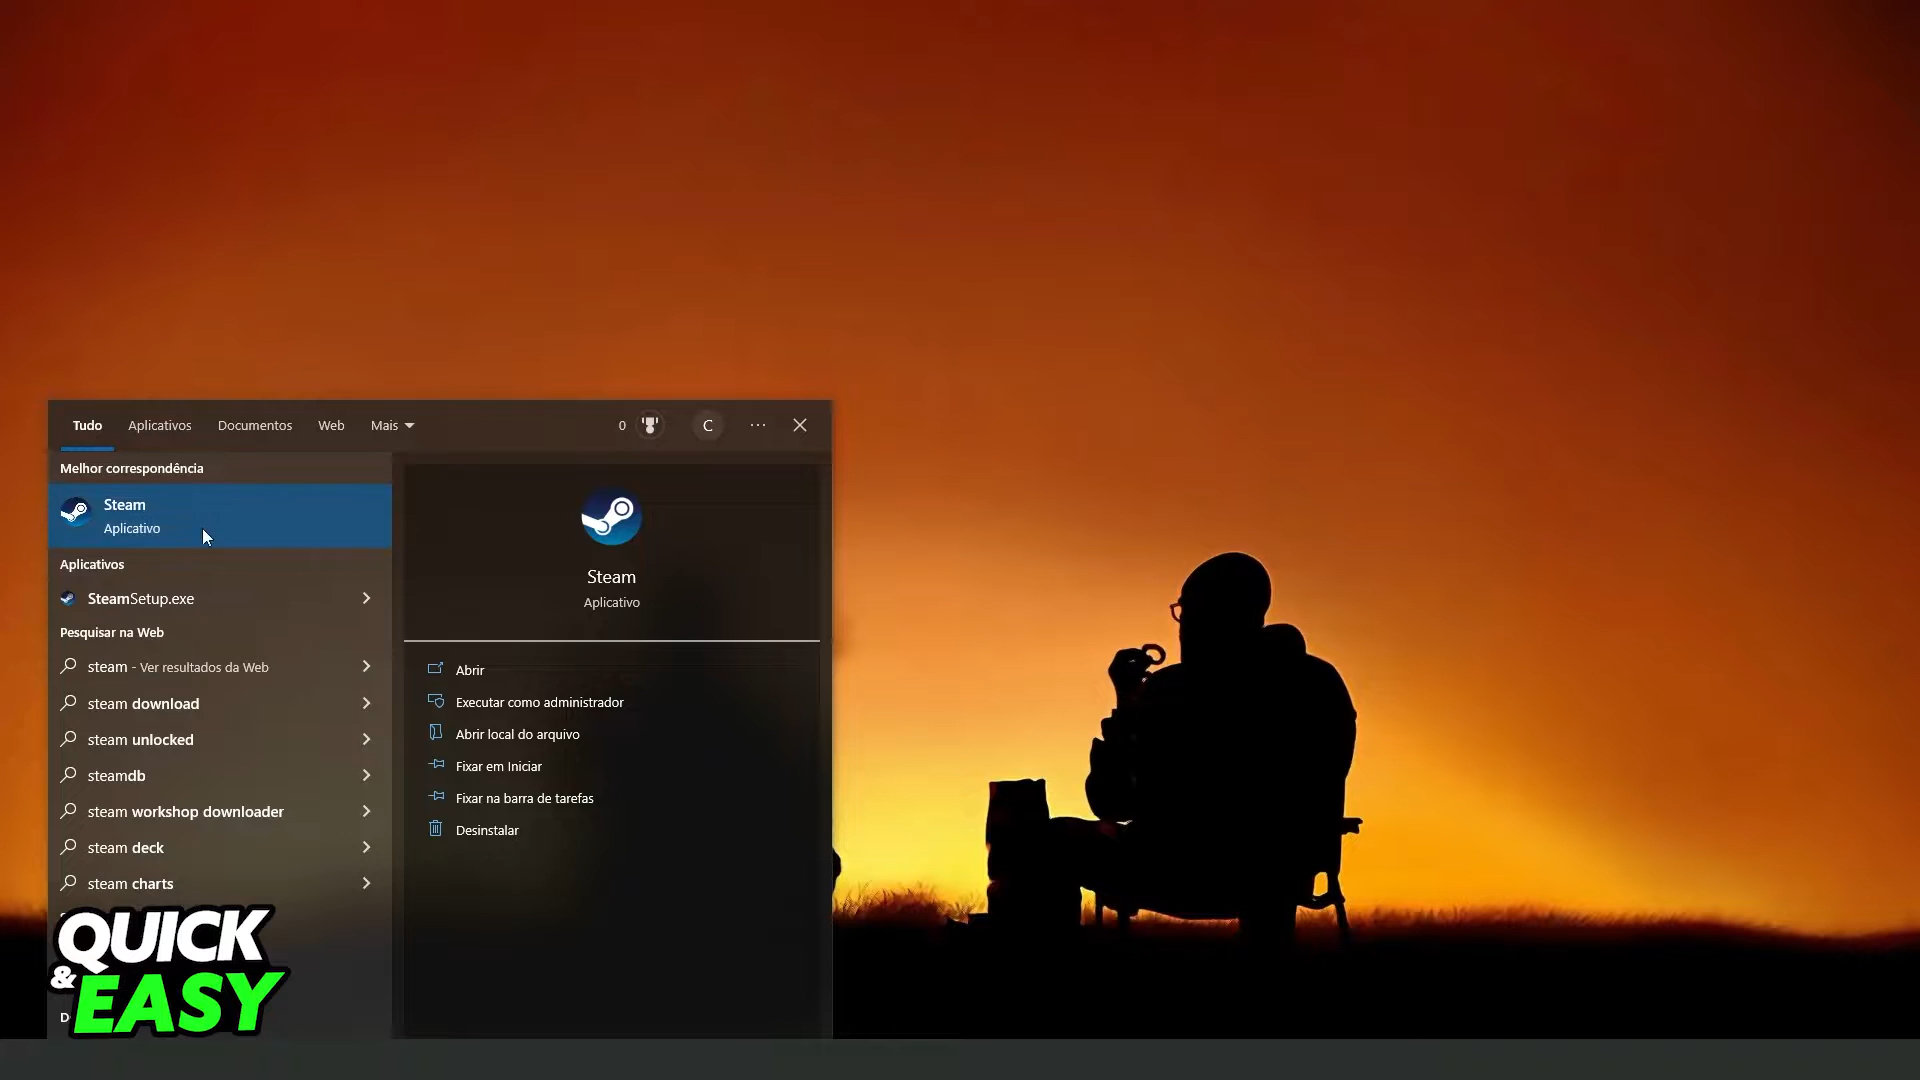 Tudo Aplicativos Documentos Web Mais 0 C ...
Melhor correspondência
Steam
Aplicativo
Aplicativos
SteamSetup.exe
Pesquisar na Web
steam - Ver resultados da Web
steam download
steam unlocked
steamdb
steam workshop downloader
steam deck
steam charts
Steam
Aplicativo
Abrir
Executar como administrador
Abrir local do arquivo
Fixar em Iniciar
Fixar na barra de tarefas
Desinstalar
QUICK
& EASY